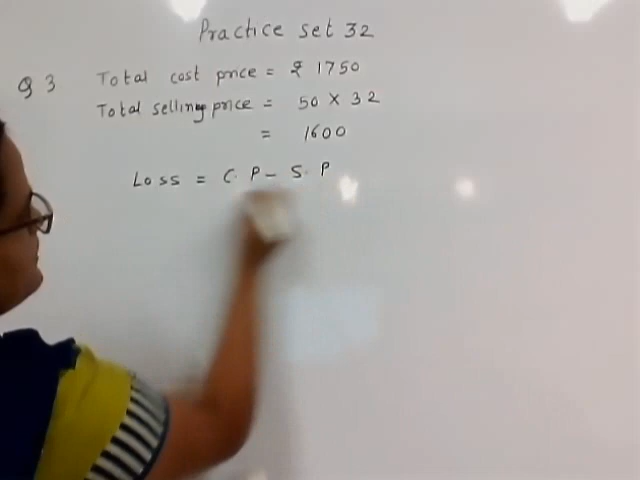 Practice set 32
Q 3 Total cost price = ₹ 1750
Total selling price = 50 × 32
= 1600
Loss = C. P - S. P